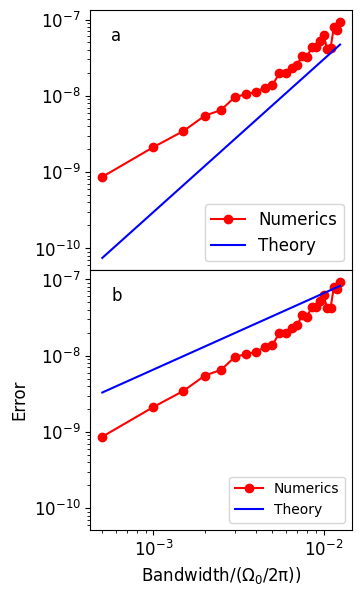 10⁻⁷
a
10⁻⁸
10⁻⁹
10⁻¹⁰
Numerics
Theory
10⁻⁷
b
10⁻⁸
10⁻⁹
10⁻¹⁰
Error
Numerics
Theory
10⁻³
10⁻²
Bandwidth/(Ω₀/2π))